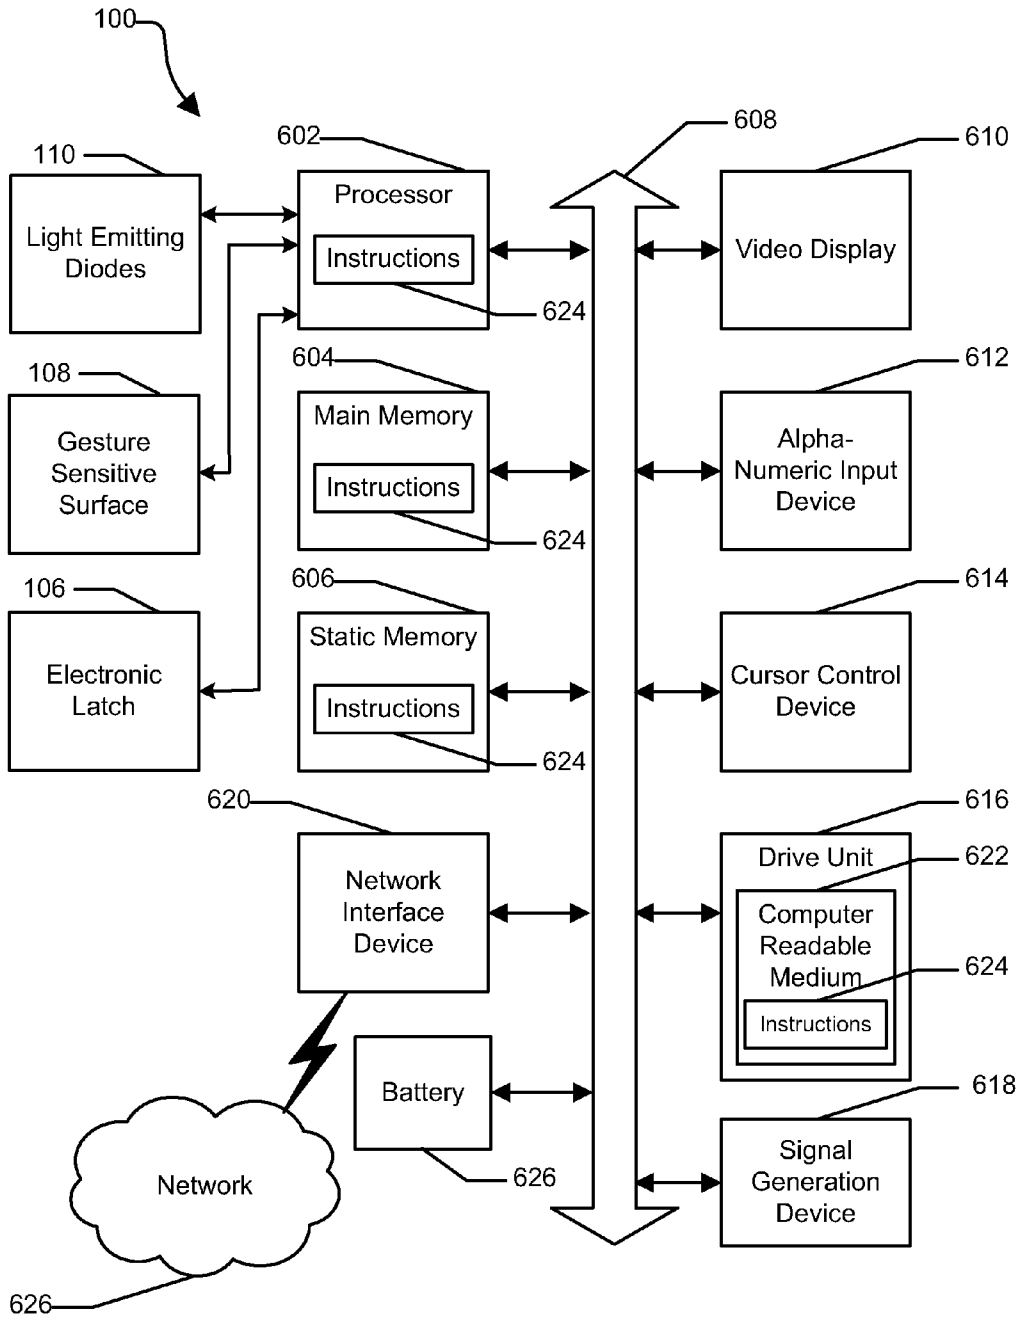 100
602
608
610
110
Processor
Light Emitting
Diodes
Instructions
Video Display
624
108
604
612
Gesture
Sensitive
Surface
Main Memory
Instructions
Alpha-
Numeric Input
Device
624
106
606
614
Electronic
Latch
Static Memory
Instructions
Cursor Control
Device
624
620
616
Network
Interface
Device
Drive Unit
622
Computer
Readable
Medium
624
Instructions
Battery
618
626
Signal
Generation
Device
Network
626